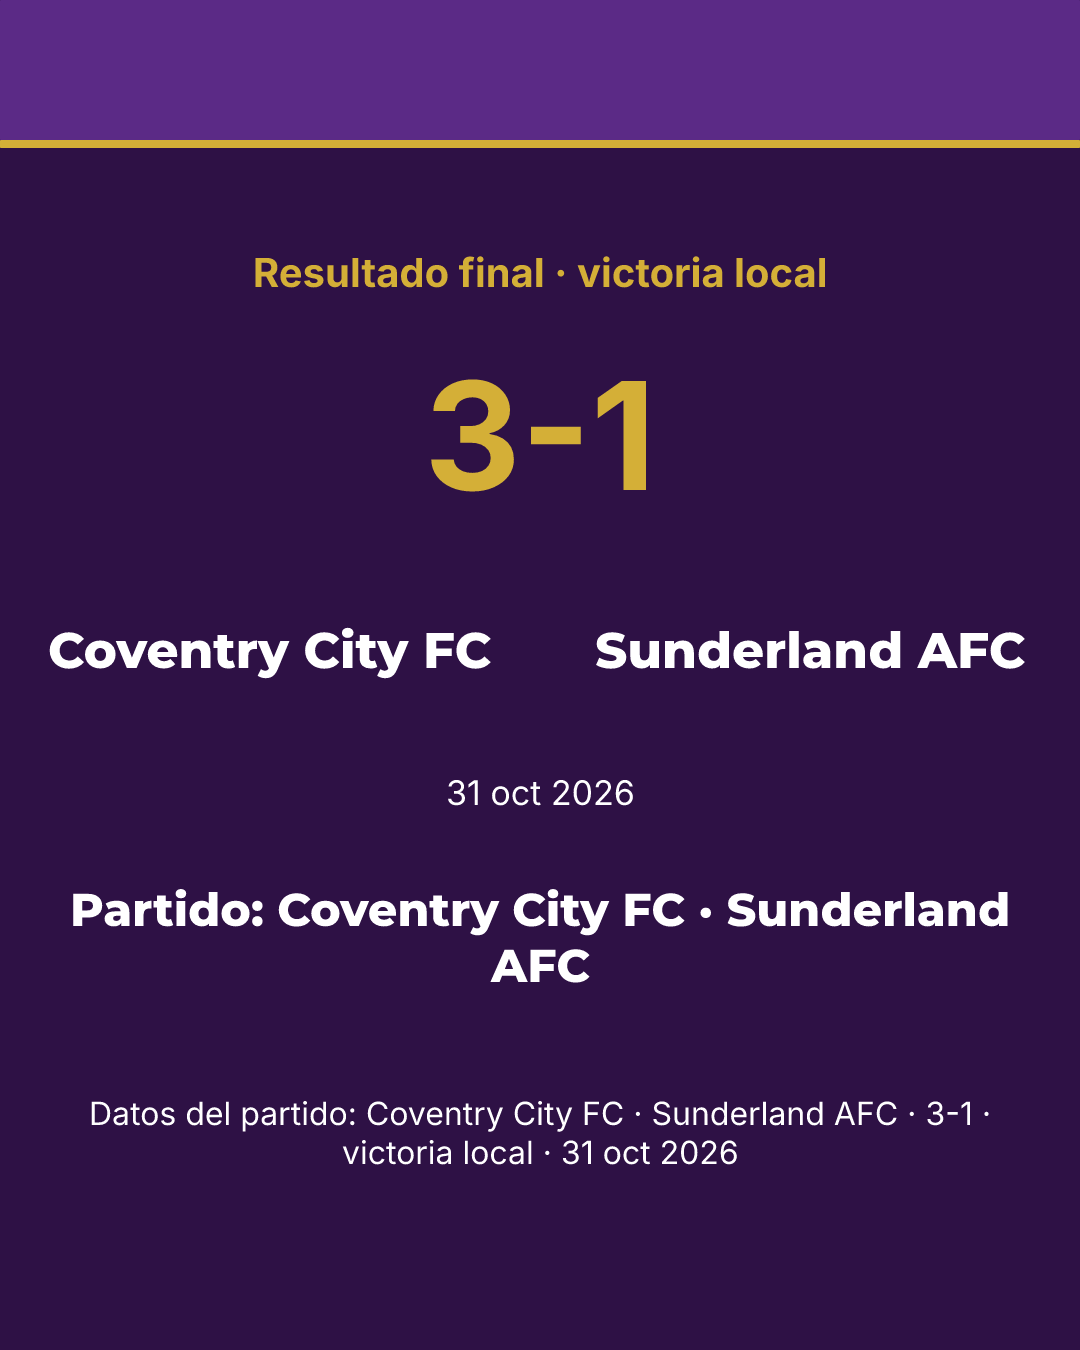 Resultado final · victoria local
3-1
Coventry City FC
Sunderland AFC
31 oct 2026
Partido: Coventry City FC · Sunderland
AFC
Datos del partido: Coventry City FC · Sunderland AFC · 3-1 ·
victoria local · 31 oct 2026